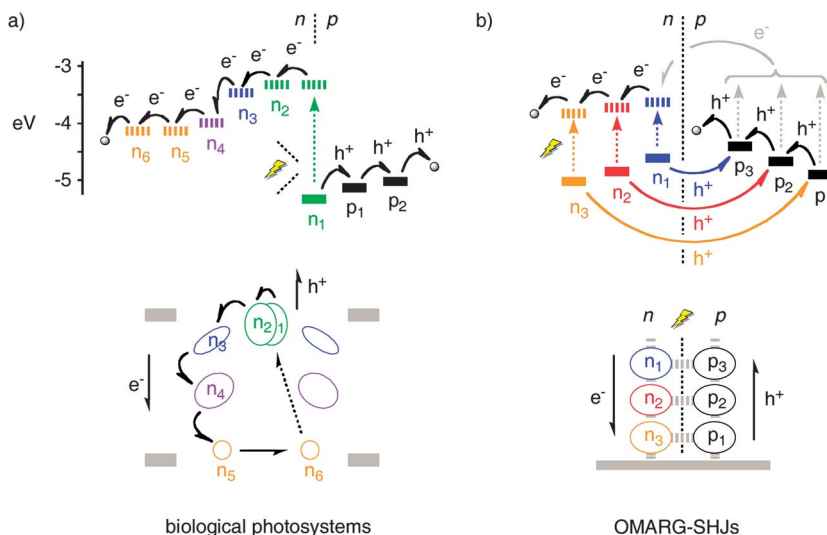 a)
n p
-3
-4
-5
eV
e⁻ e⁻ e⁻ e⁻ e⁻
n₆ n₅ n₄ n₃ n₂
h⁺ h⁺ h⁺
n₁ p₁ p₂
h⁺
n₂ 1
n₃
e⁻
n₄
n₅ n₆
biological photosystems
b)
n p
e⁻
e⁻ e⁻ e⁻
h⁺ h⁺ h⁺
n₃ n₂ n₁ p₃ p₂ p
h⁺
h⁺
h⁺
n p
n₁ p₃
e⁻ n₂ p₂ h⁺
n₃ p₁
OMARG-SHJs